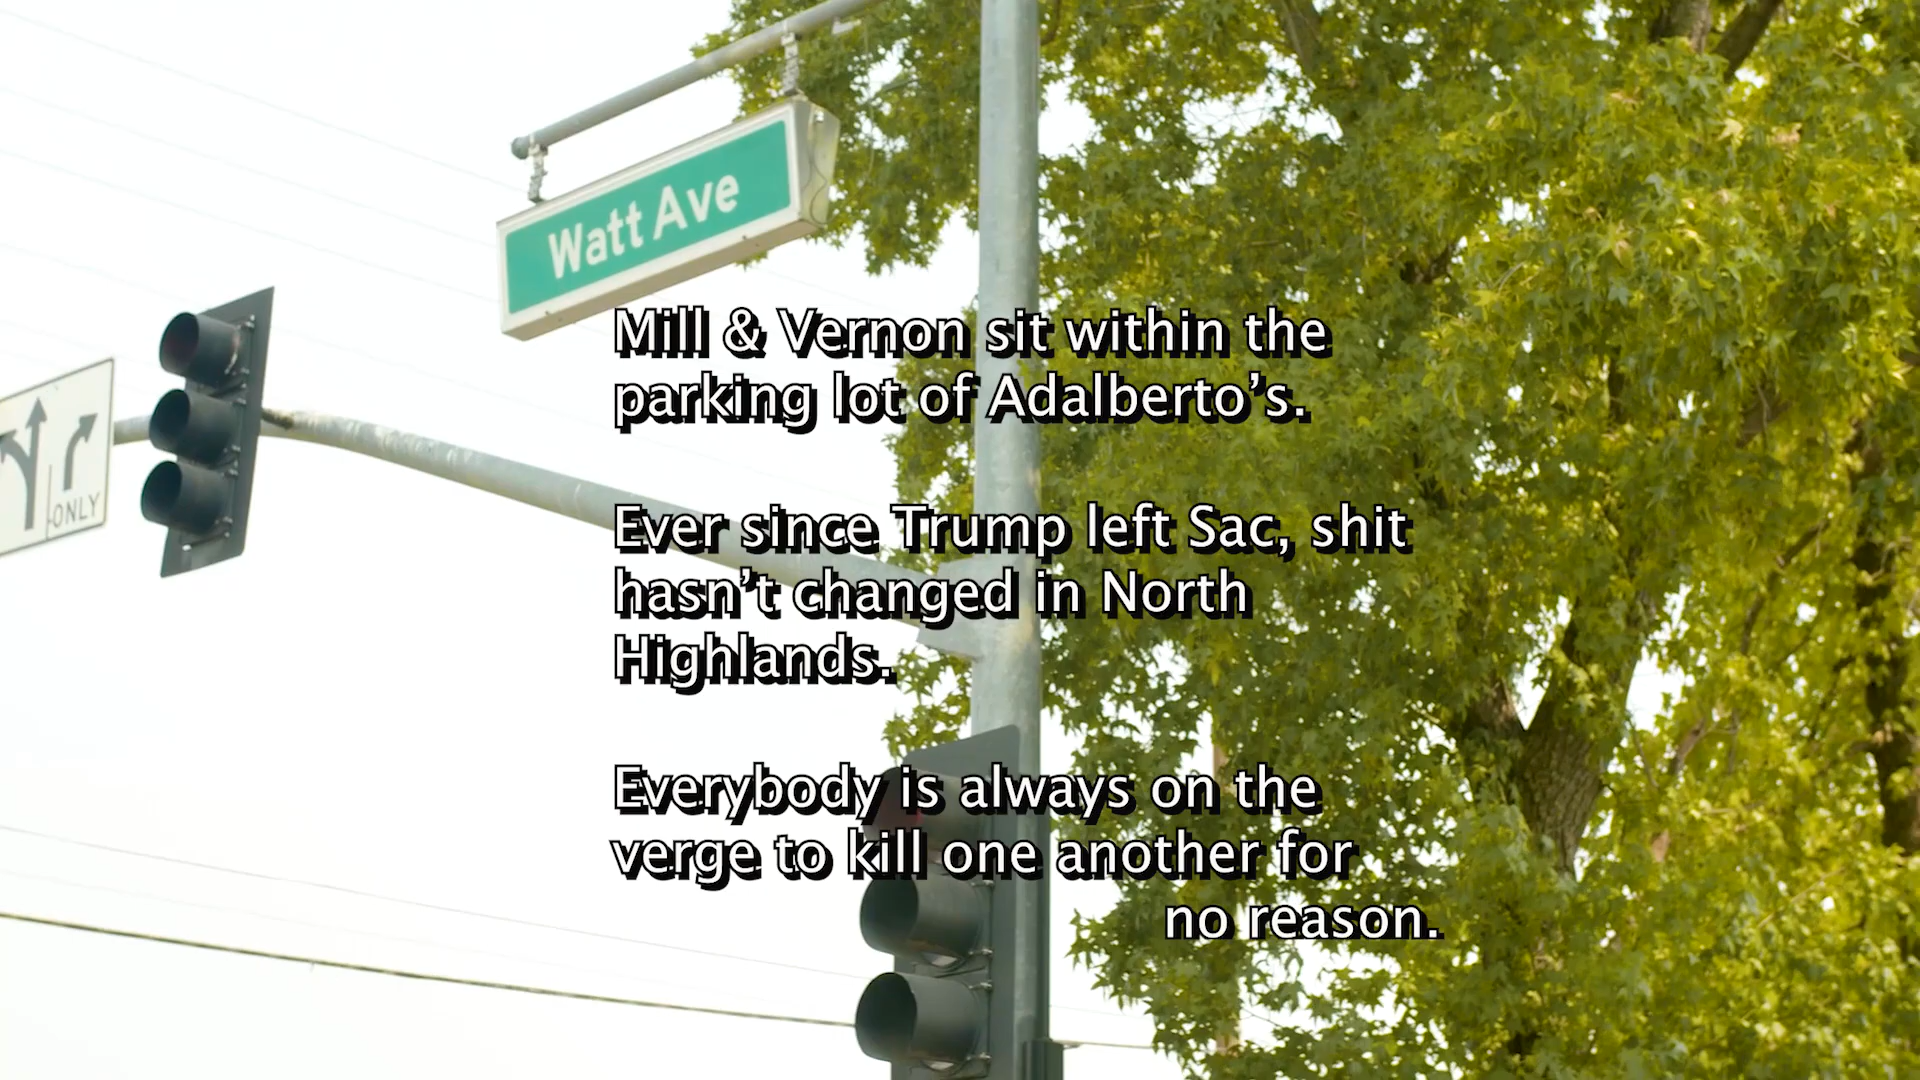 Watt Ave
ONLY
Mill & Vernon sit within the
parking lot of Adalberto’s.
Ever since Trump left Sac, shit
hasn’t changed in North
Highlands.
Everybody is always on the
verge to kill one another for
no reason.